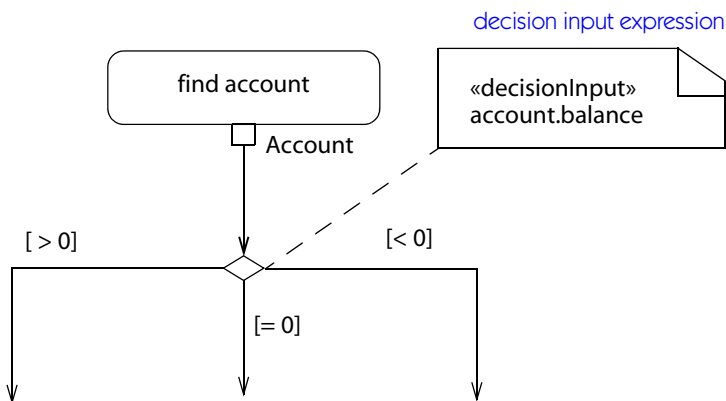 decision input expression
find account
«decisionInput»
account.balance
Account
[ > 0]
[< 0]
[= 0]